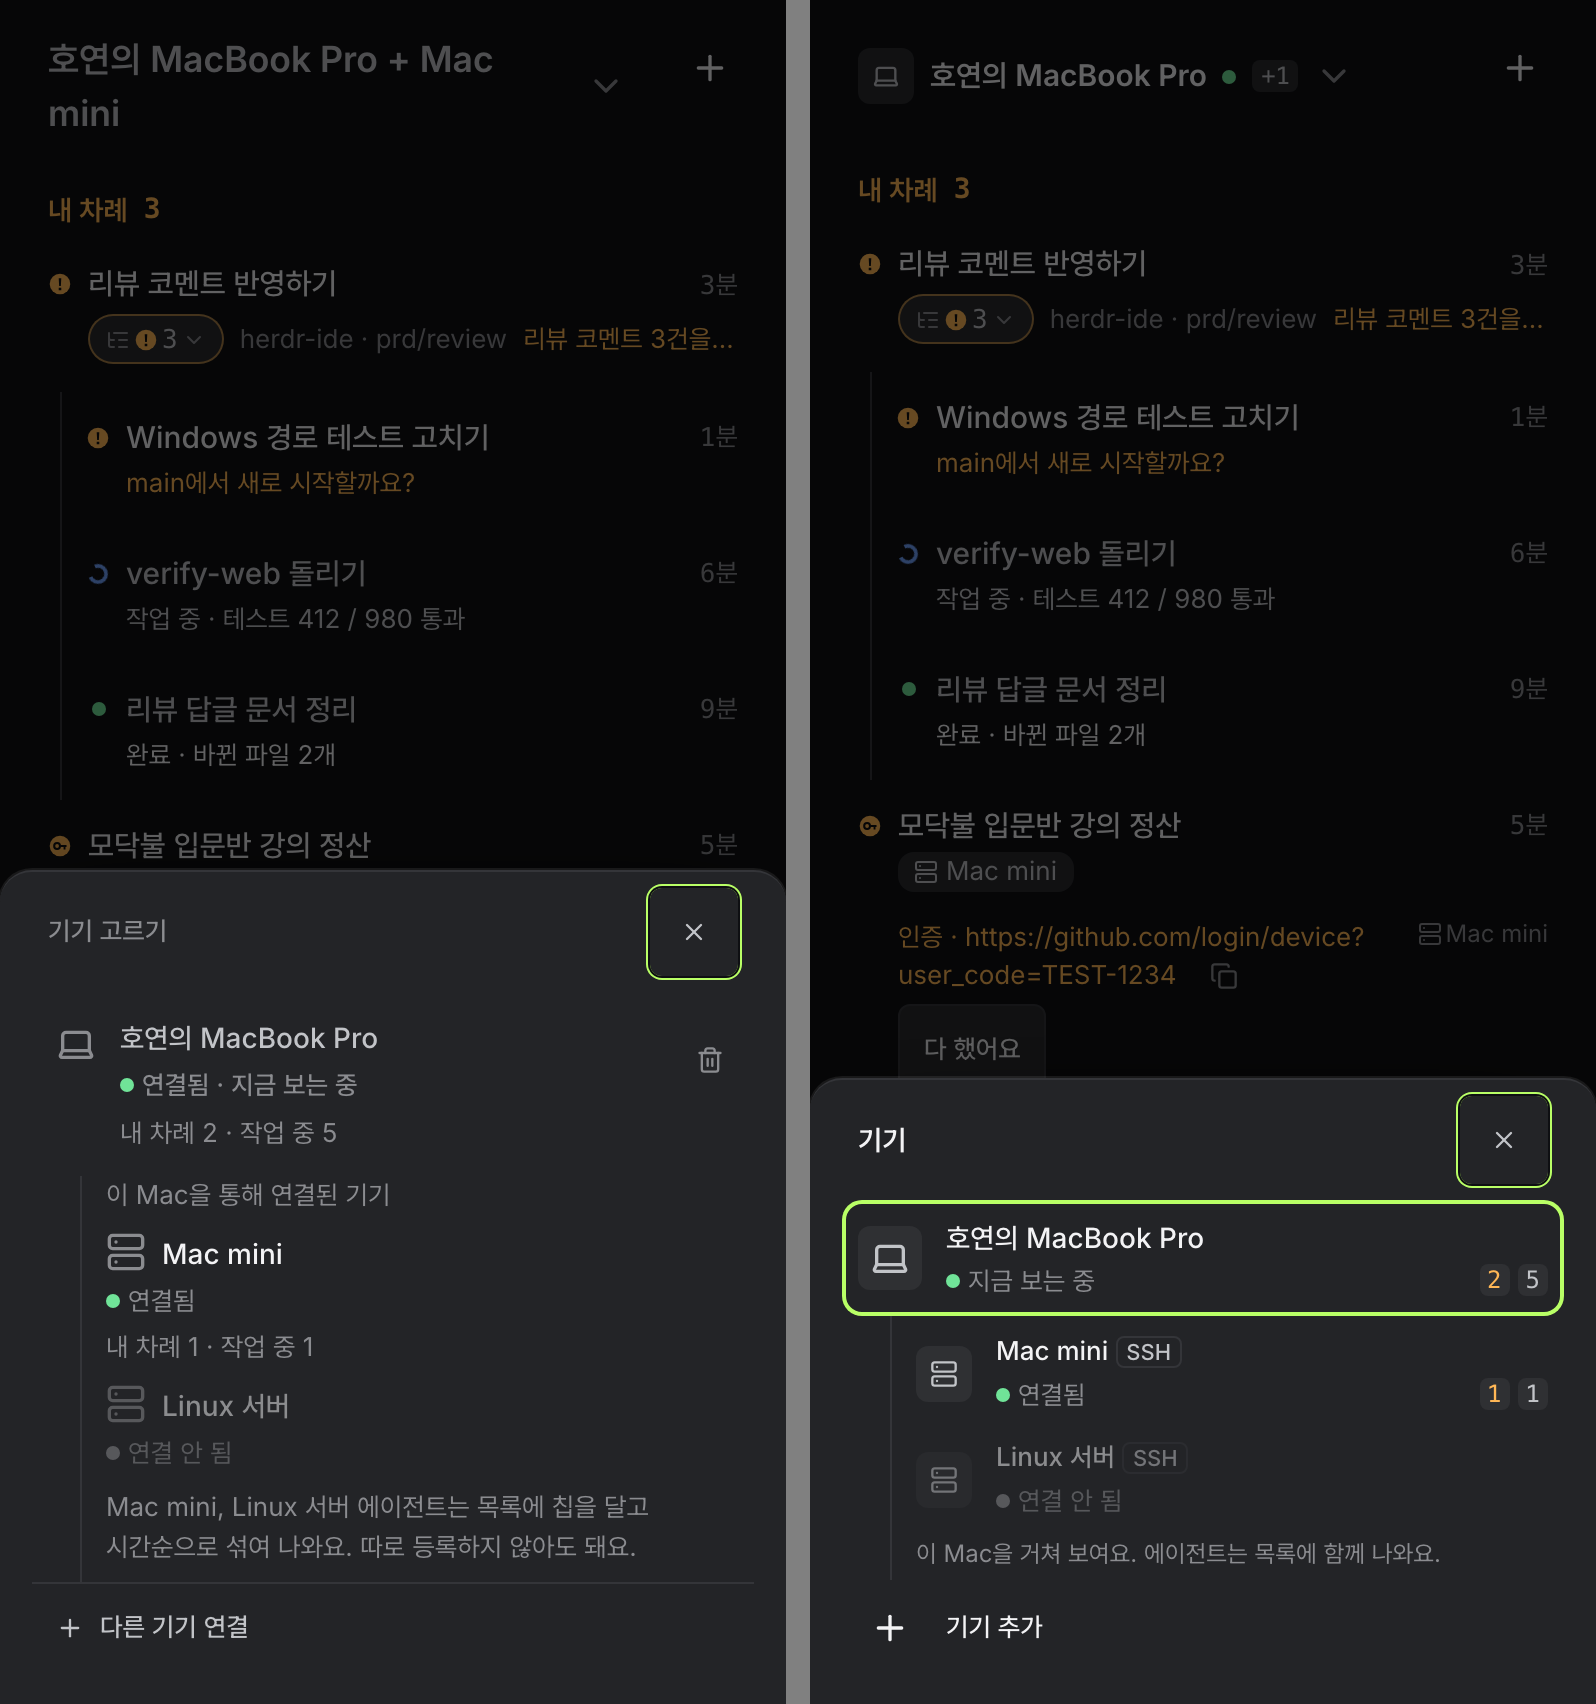 호연의 MacBook Pro + Mac
mini
내 차례 3
리뷰 코멘트 반영하기 3분
3 herdr-ide · prd/review 리뷰 코멘트 3건을...
Windows 경로 테스트 고치기 1분
main에서 새로 시작할까요?
verify-web 돌리기 6분
작업 중 · 테스트 412 / 980 통과
리뷰 답글 문서 정리 9분
완료 · 바뀐 파일 2개
모닥불 입문반 강의 정산 5분
기기 고르기
호연의 MacBook Pro
연결됨 · 지금 보는 중
내 차례 2 · 작업 중 5
이 Mac을 통해 연결된 기기
Mac mini
연결됨
내 차례 1 · 작업 중 1
Linux 서버
연결 안 됨
Mac mini, Linux 서버 에이전트는 목록에 칩을 달고
시간순으로 섞여 나와요. 따로 등록하지 않아도 돼요.
다른 기기 연결
호연의 MacBook Pro +1
내 차례 3
리뷰 코멘트 반영하기 3분
3 herdr-ide · prd/review 리뷰 코멘트 3건을...
Windows 경로 테스트 고치기 1분
main에서 새로 시작할까요?
verify-web 돌리기 6분
작업 중 · 테스트 412 / 980 통과
리뷰 답글 문서 정리 9분
완료 · 바뀐 파일 2개
모닥불 입문반 강의 정산 5분
Mac mini
인증 · https://github.com/login/device? Mac mini
user_code=TEST-1234
다 했어요
기기
호연의 MacBook Pro
지금 보는 중 2 5
Mac mini SSH
연결됨 1 1
Linux 서버 SSH
연결 안 됨
이 Mac을 거쳐 보여요. 에이전트는 목록에 함께 나와요.
기기 추가